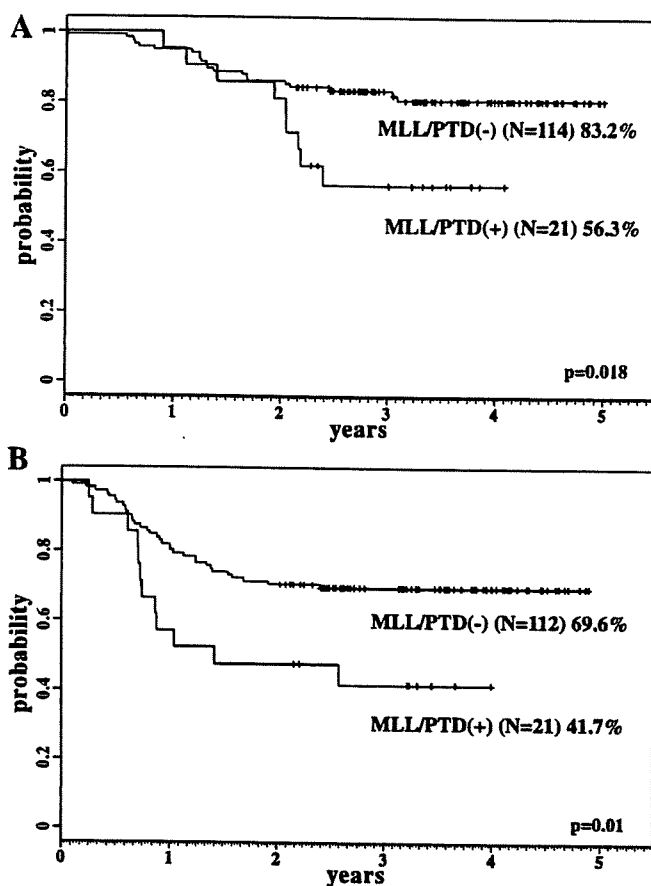 A
1
0.8
0.6
0.4
0.2
0
probability
MLL/PTD(-) (N=114) 83.2%
MLL/PTD(+) (N=21) 56.3%
p=0.018
0 1 2 3 4 5
years
B
1
0.8
0.6
0.4
0.2
0
probability
MLL/PTD(-) (N=112) 69.6%
MLL/PTD(+) (N=21) 41.7%
p=0.01
0 1 2 3 4 5
years